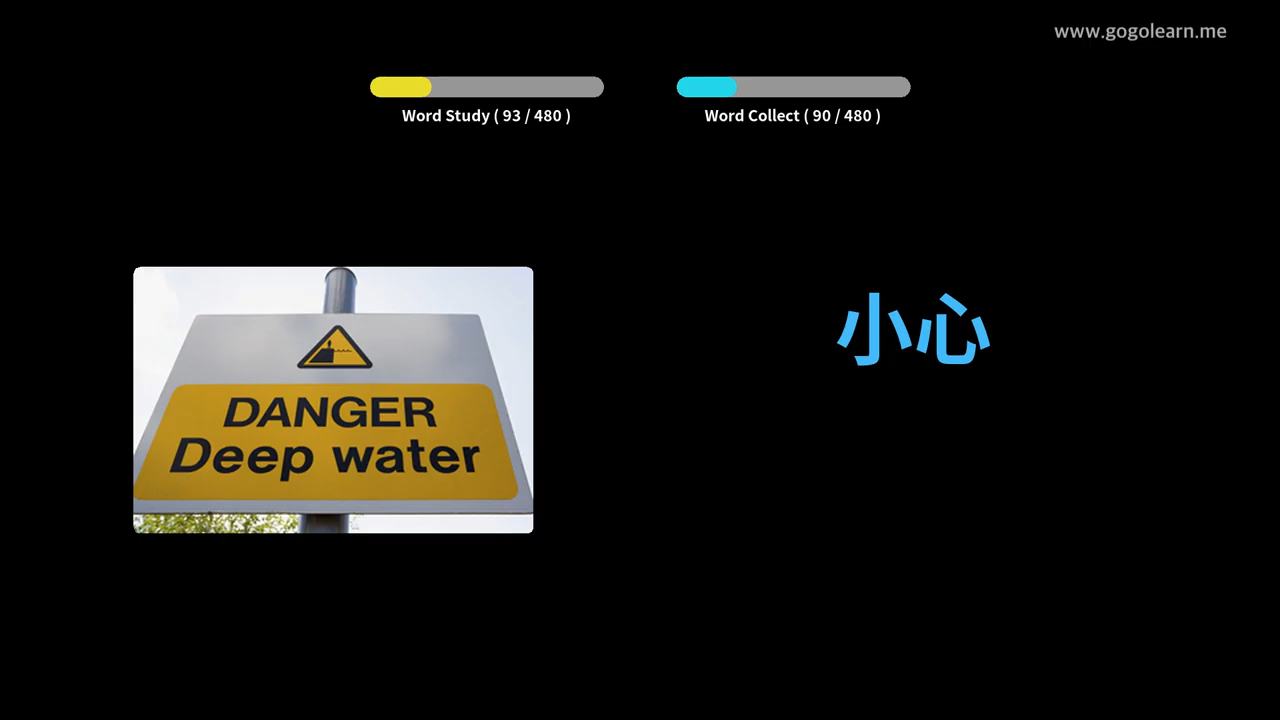 www.gogolearn.me
Word Study ( 93 / 480 )
Word Collect ( 90 / 480 )
小心
DANGER
Deep water